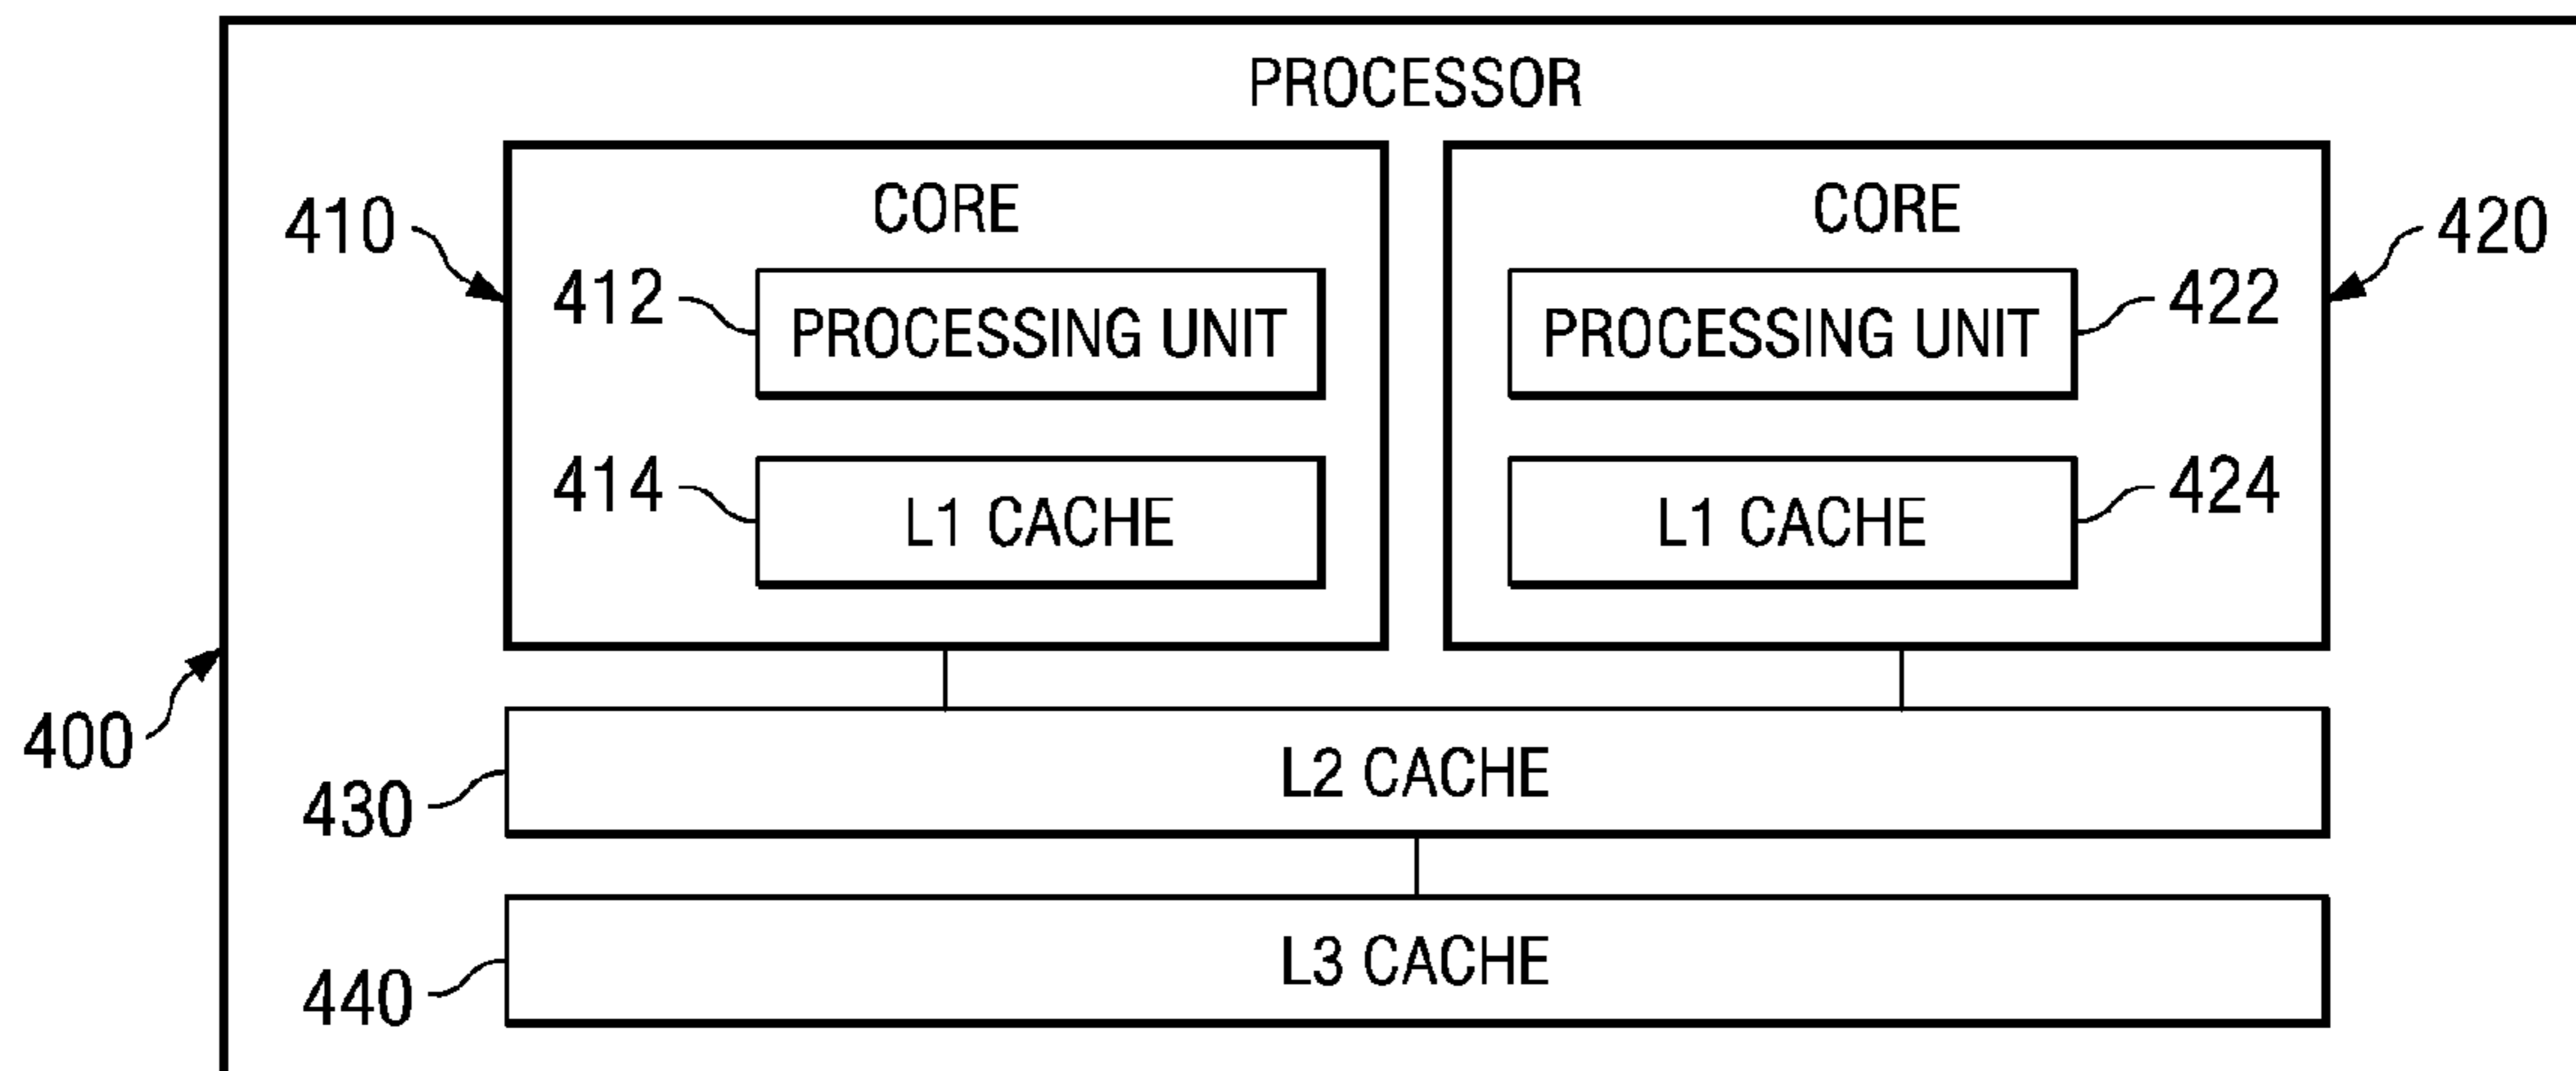 PROCESSOR
CORE CORE
410 420
412 PROCESSING UNIT PROCESSING UNIT 422
414 L1 CACHE L1 CACHE 424
400
L2 CACHE
430
L3 CACHE
440